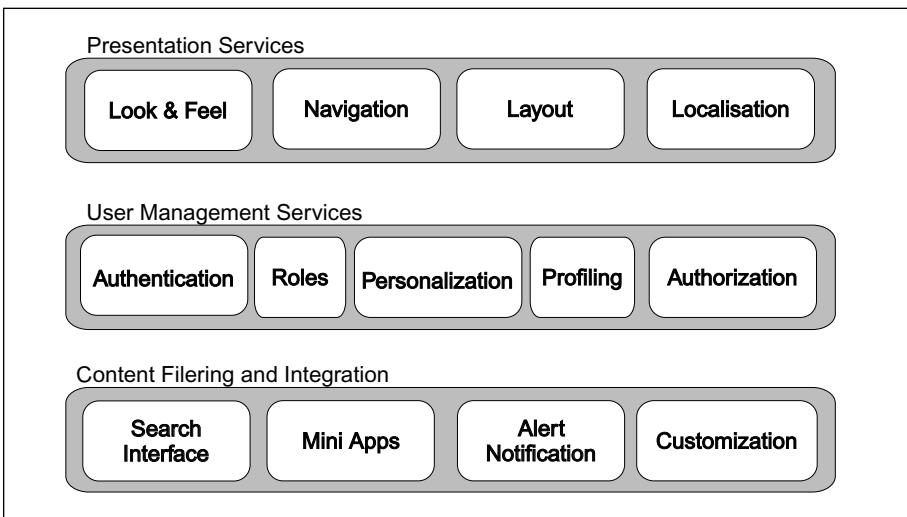 Presentation Services
Look & Feel
Navigation
Layout
Localisation
User Management Services
Authentication
Roles
Personalization
Profiling
Authorization
Content Filering and Integration
Search
Interface
Mini Apps
Alert
Notification
Customization